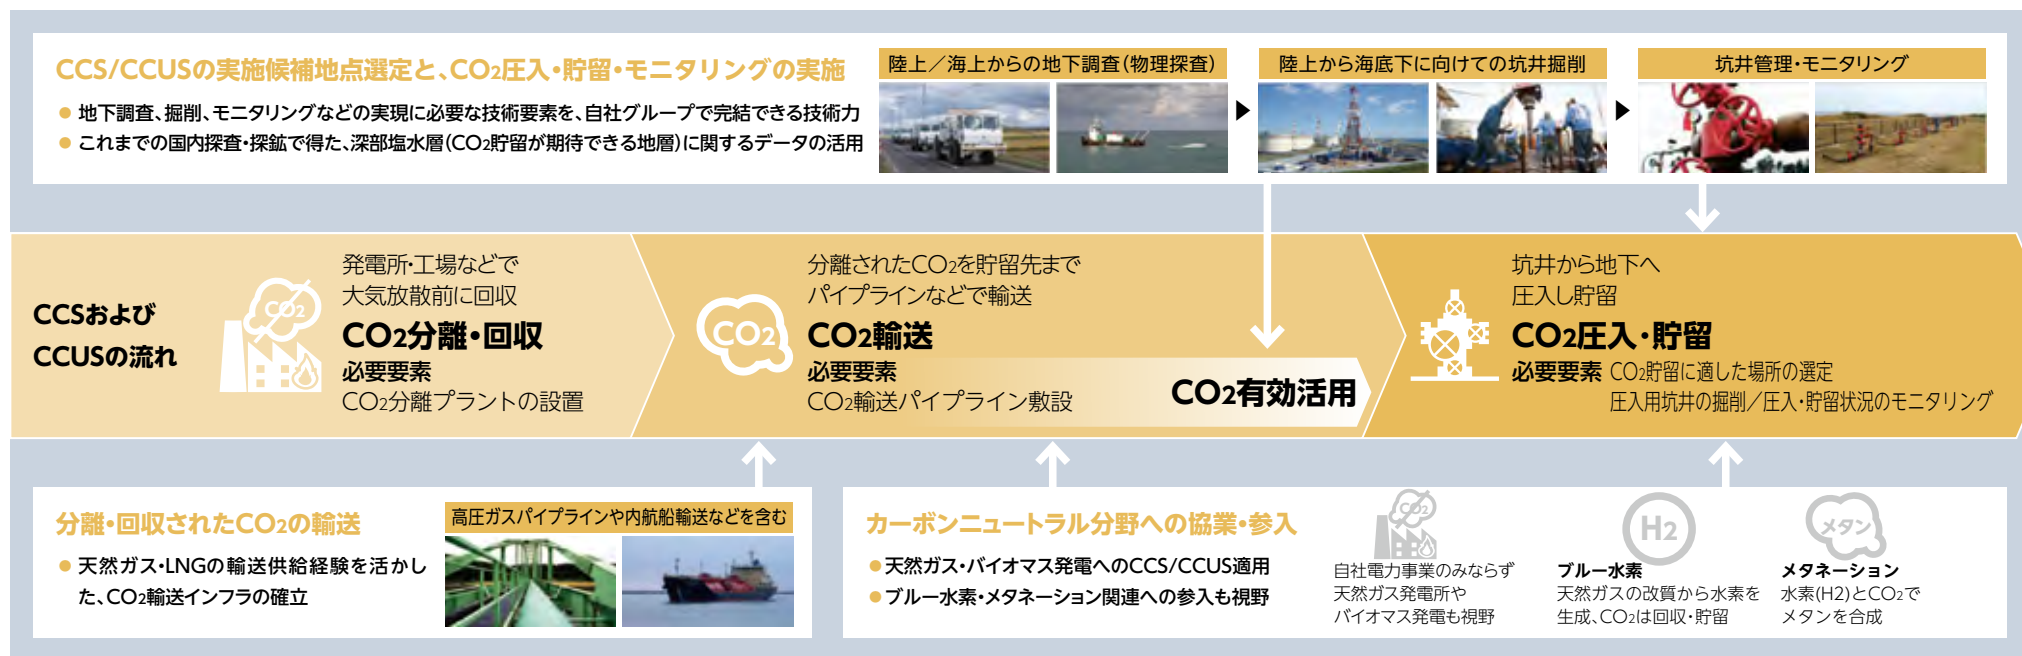 CCS/CCUSの実施候補地点選定と、CO2圧入・貯留・モニタリングの実施
● 地下調査、掘削、モニタリングなどの実現に必要な技術要素を、自社グループで完結できる技術力
● これまでの国内探査・探鉱で得た、深部塩水層(CO2貯留が期待できる地層)に関するデータの活用
陸上／海上からの地下調査(物理探査)
陸上から海底下に向けての坑井掘削
坑井管理・モニタリング
CCSおよび
CCUSの流れ
CO2
発電所・工場などで
大気放散前に回収
CO2分離・回収
必要要素
CO2分離プラントの設置
CO2
分離されたCO2を貯留先まで
パイプラインなどで輸送
CO2輸送
必要要素
CO2輸送パイプライン敷設
CO2有効活用
坑井から地下へ
圧入し貯留
CO2圧入・貯留
必要要素 CO2貯留に適した場所の選定
圧入用坑井の掘削／圧入・貯留状況のモニタリング
分離・回収されたCO2の輸送
● 天然ガス・LNGの輸送供給経験を活かし
た、CO2輸送インフラの確立
高圧ガスパイプラインや内航船輸送などを含む
カーボンニュートラル分野への協業・参入
● 天然ガス・バイオマス発電へのCCS/CCUS適用
● ブルー水素・メタネーション関連への参入も視野
CO2
自社電力事業のみならず
天然ガス発電所や
バイオマス発電も視野
H2
ブルー水素
天然ガスの改質から水素を
生成、CO2は回収・貯留
メタン
メタネーション
水素(H2)とCO2で
メタンを合成